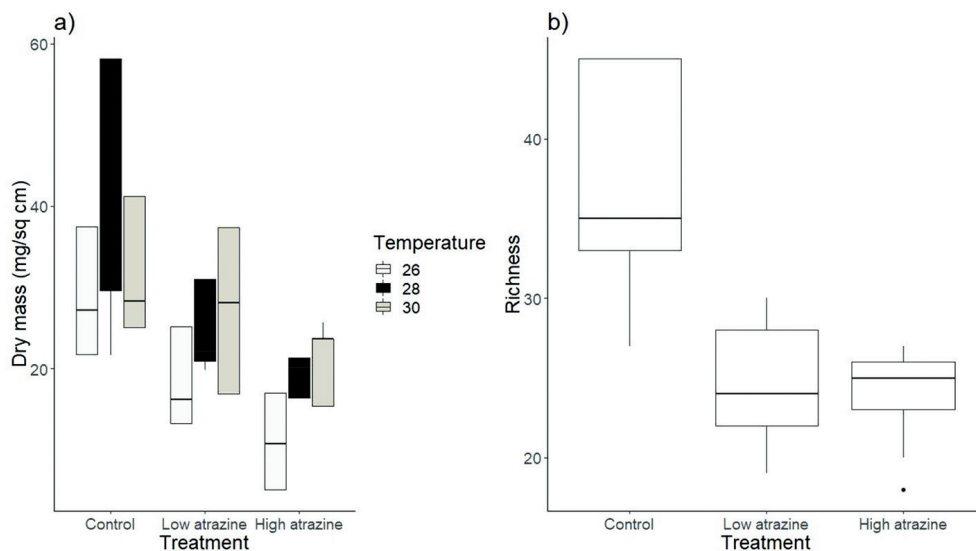 a)
60
40
20
Dry mass (mg/sq cm)
Control Low atrazine High atrazine
Treatment
Temperature
26
28
30
b)
40
30
20
Richness
Control Low atrazine High atrazine
Treatment